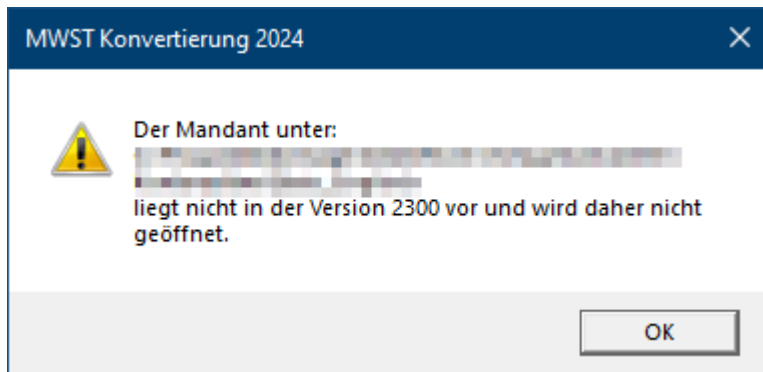 MWST Konvertierung 2024
Der Mandant unter:
liegt nicht in der Version 2300 vor und wird daher nicht
geöffnet.
OK